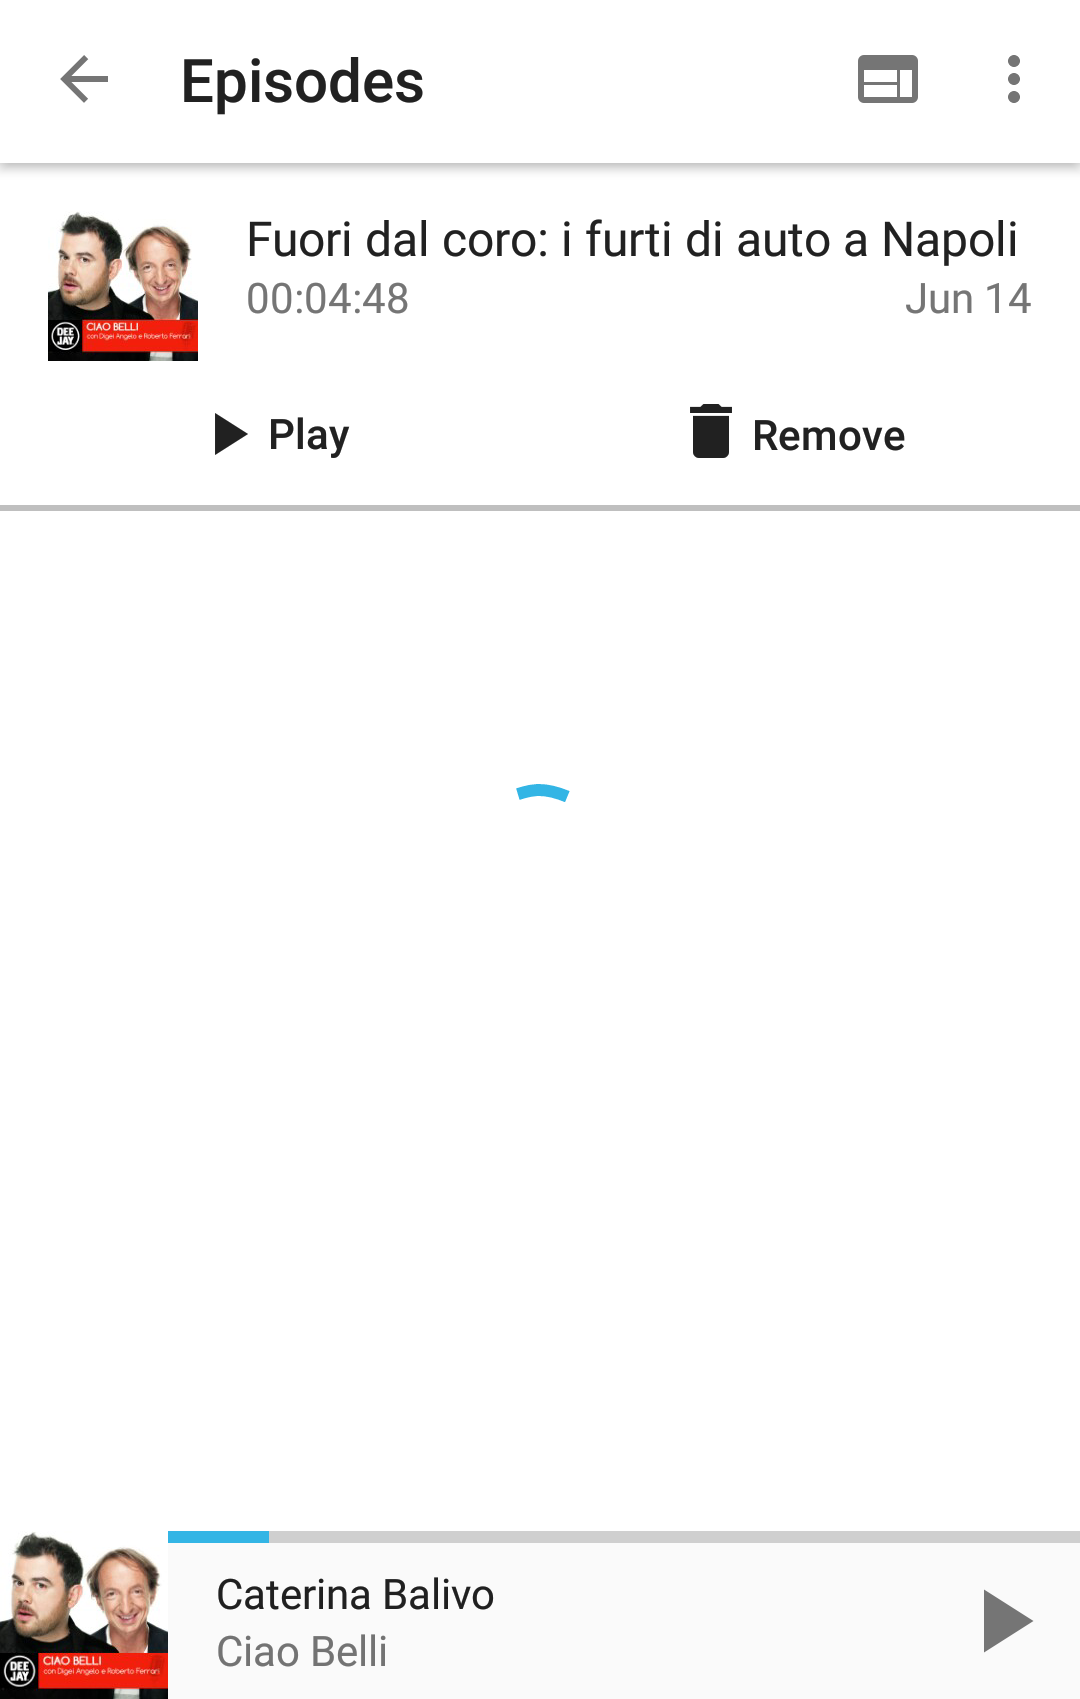 Episodes
Fuori dal coro: i furti di auto a Napoli
00:04:48 Jun 14
DEE JAY
CIAO BELLI
con Digei Angelo e Roberto Ferrari
Play Remove
Caterina Balivo
Ciao Belli
DEE JAY
CIAO BELLI
con Digei Angelo e Roberto Ferrari